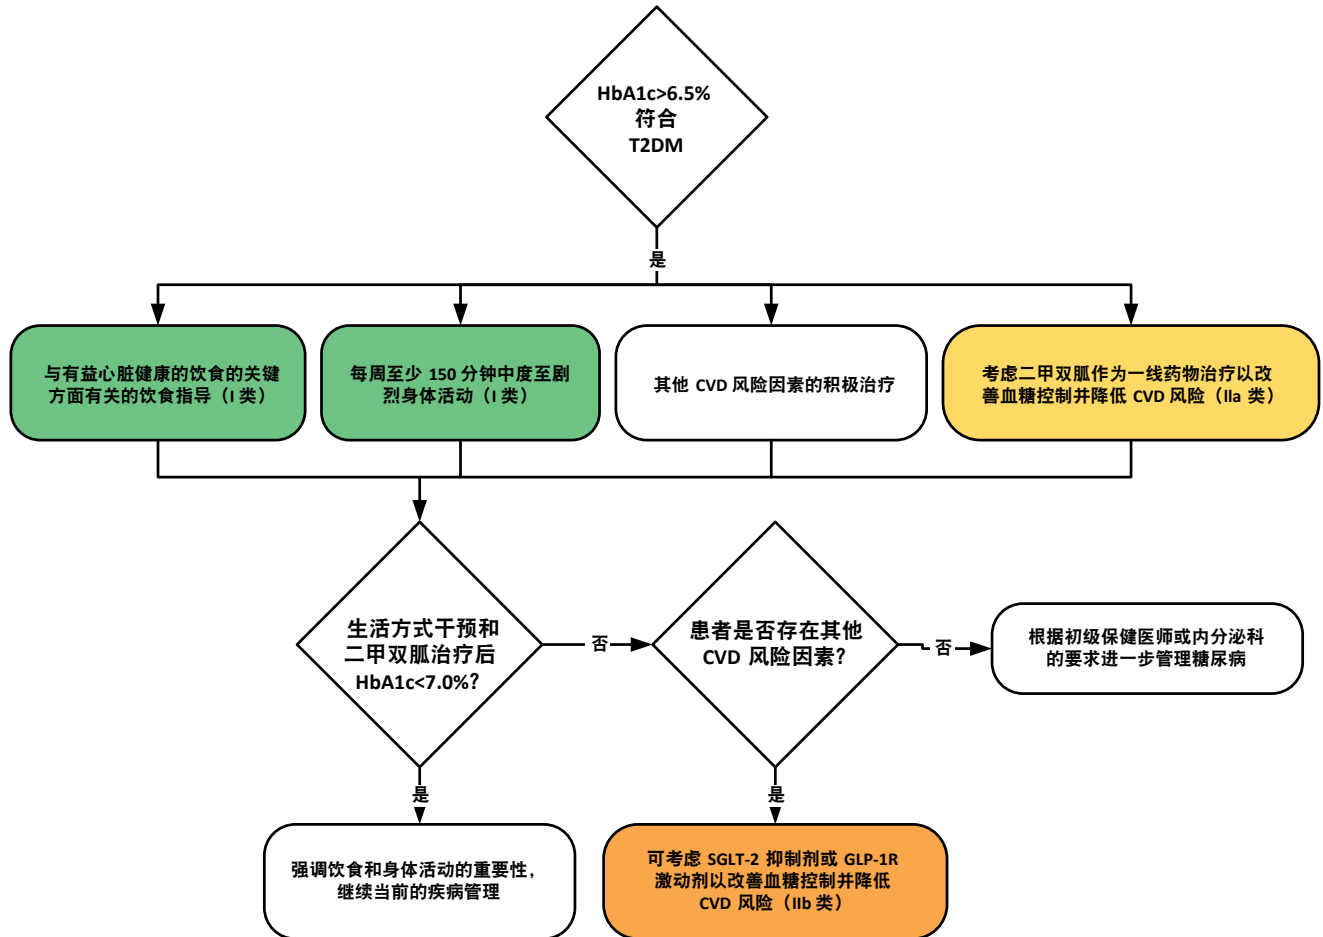 HbA1c>6.5%
符合
T2DM
是
与有益心脏健康的饮食的关键
方面有关的饮食指导（I 类）
每周至少 150 分钟中度至剧
烈身体活动（I 类）
其他 CVD 风险因素的积极治疗
考虑二甲双胍作为一线药物治疗以改
善血糖控制并降低 CVD 风险（IIa 类）
生活方式干预和
二甲双胍治疗后
HbA1c<7.0%?
否
患者是否存在其他
CVD 风险因素?
否
根据初级保健医师或内分泌科
的要求进一步管理糖尿病
是
是
强调饮食和身体活动的重要性，
继续当前的疾病管理
可考虑 SGLT-2 抑制剂或 GLP-1R
激动剂以改善血糖控制并降低
CVD 风险（IIb 类）